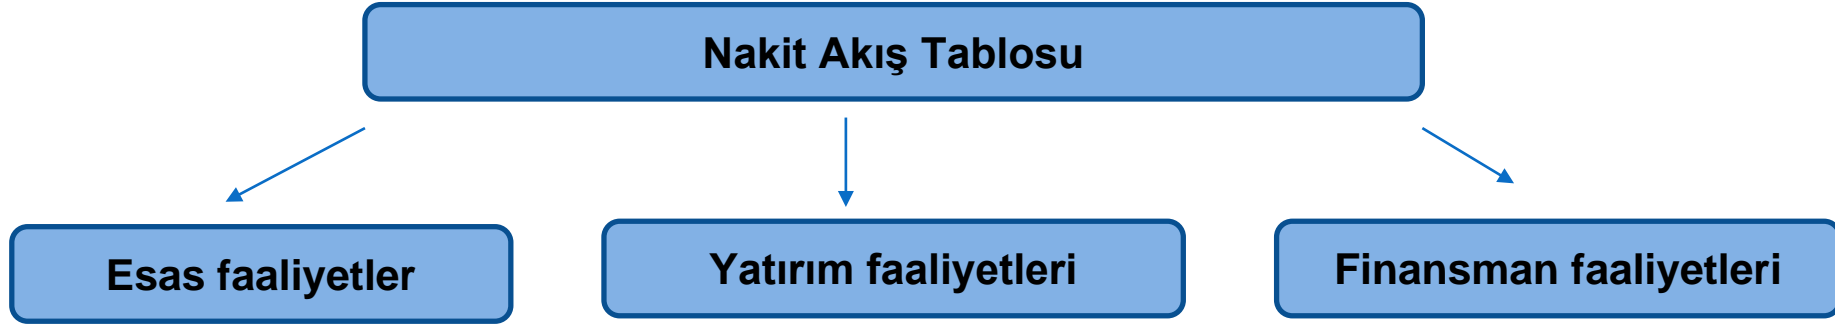 Nakit Akış Tablosu
Esas faaliyetler
Yatırım faaliyetleri
Finansman faaliyetleri